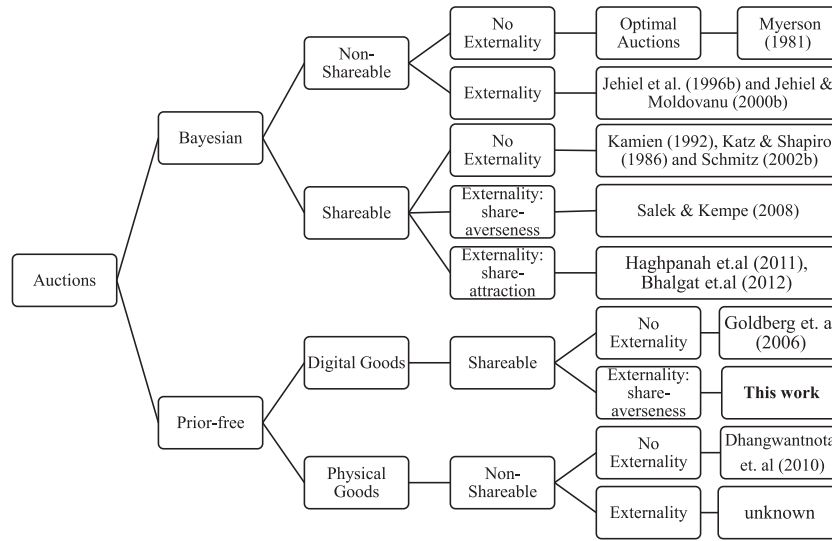 Auctions
Bayesian
Non-
Shareable
No
Externality
Optimal
Auctions
Myerson
(1981)
Externality
Jehiel et al. (1996b) and Jehiel &
Moldovanu (2000b)
Shareable
No
Externality
Kamien (1992), Katz & Shapiro
(1986) and Schmitz (2002b)
Externality:
share-
averseness
Salek & Kempe (2008)
Externality:
share-
attraction
Haghpanah et.al (2011),
Bhalgat et.al (2012)
Prior-free
Digital Goods
Shareable
No
Externality
Goldberg et. a
(2006)
Externality:
share-
averseness
This work
Physical
Goods
Non-
Shareable
No
Externality
Dhangwantnota
et. al (2010)
Externality
unknown